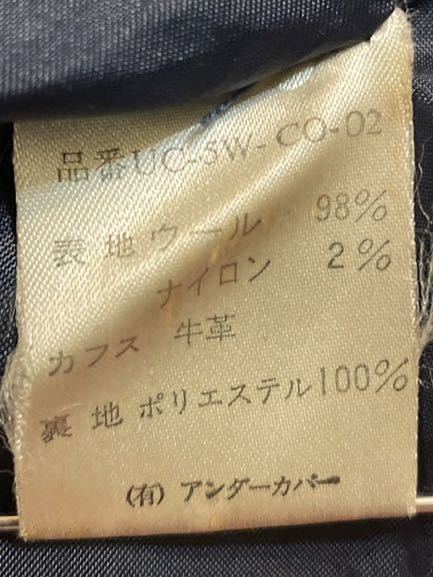 品番UC-5W-CO-02
表 地 ウール 98%
ナイロン 2%
カフス 牛革
裏 地 ポリエステル100%
(有) アンダーカバー